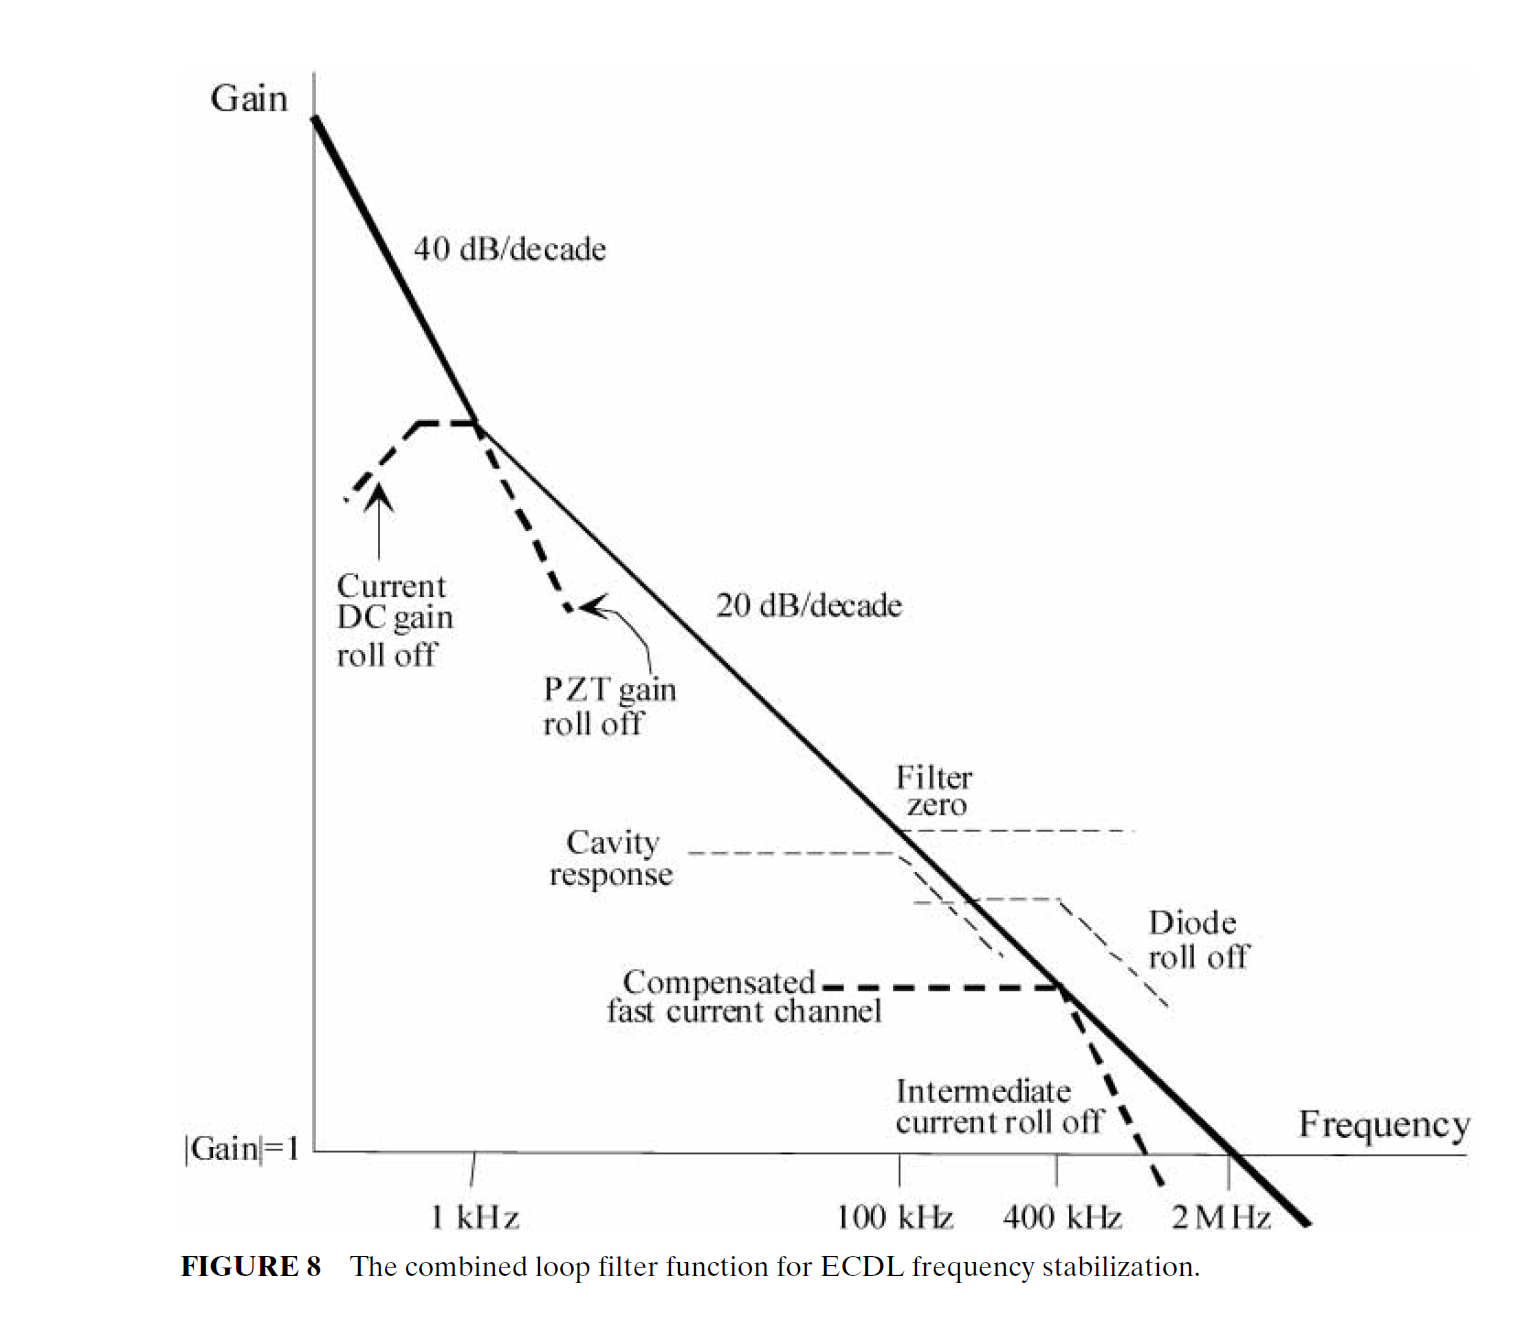 Gain
40 dB/decade
Current
DC gain
roll off
20 dB/decade
PZT gain
roll off
Filter
zero
Cavity
response
Diode
roll off
Compensated
fast current channel
Intermediate
current roll off
Frequency
|Gain|=1
1 kHz
100 kHz
400 kHz
2 MHz
FIGURE 8 The combined loop filter function for ECDL frequency stabilization.